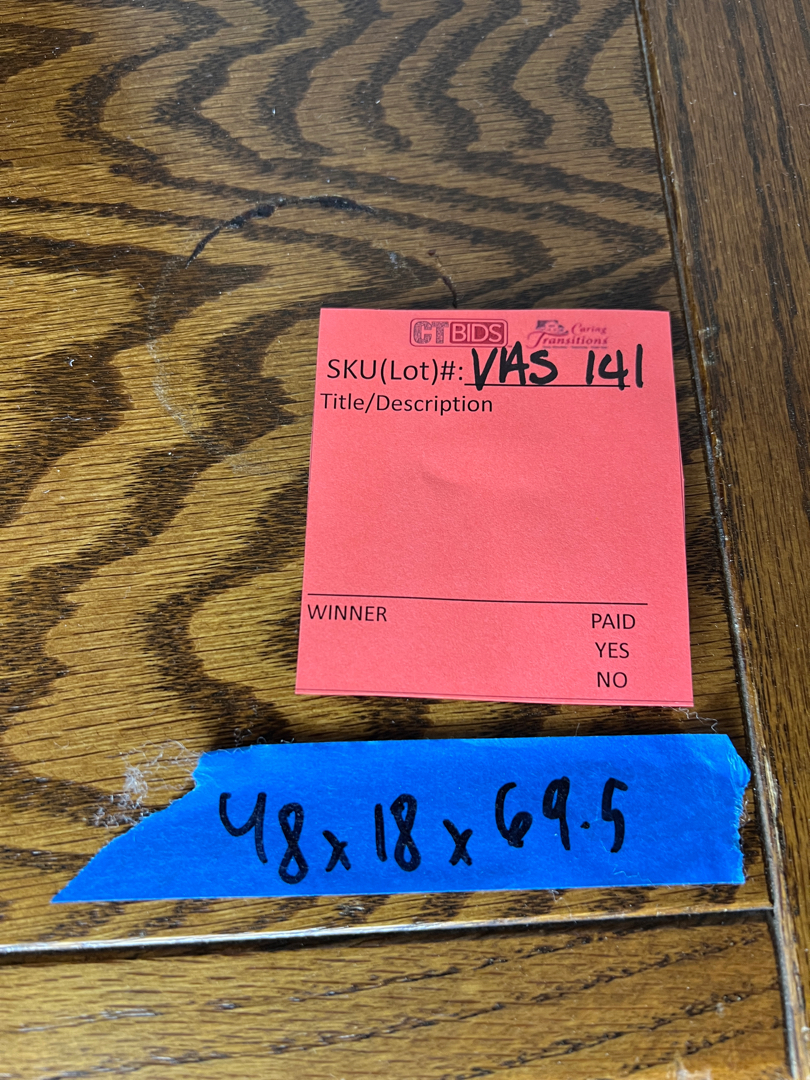 CTBIDS Caring Transitions
SKU(Lot)#: VAS 141
Title/Description
WINNER PAID
YES
NO
48 x 18 x 69.5